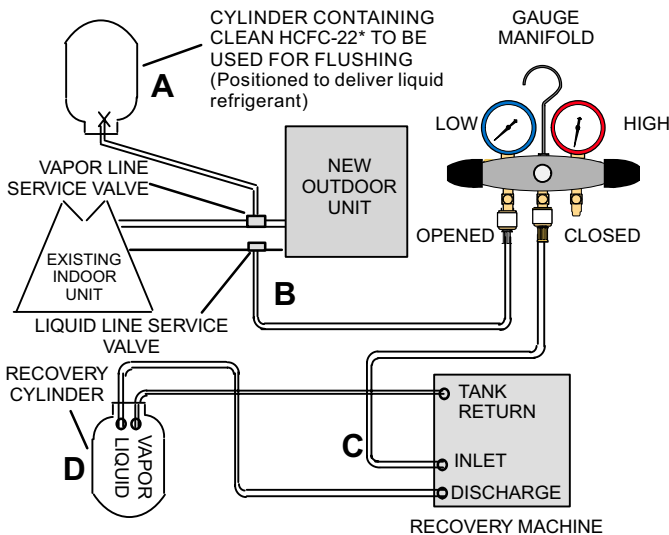 CYLINDER CONTAINING
CLEAN HCFC-22* TO BE
USED FOR FLUSHING
(Positioned to deliver liquid
refrigerant)
A
GAUGE
MANIFOLD
LOW
HIGH
VAPOR LINE
SERVICE VALVE
NEW
OUTDOOR
UNIT
EXISTING
INDOOR
UNIT
OPENED
CLOSED
B
LIQUID LINE SERVICE
VALVE
RECOVERY
CYLINDER
TANK
RETURN
C
D
LIQUID
VAPOR
INLET
DISCHARGE
RECOVERY MACHINE